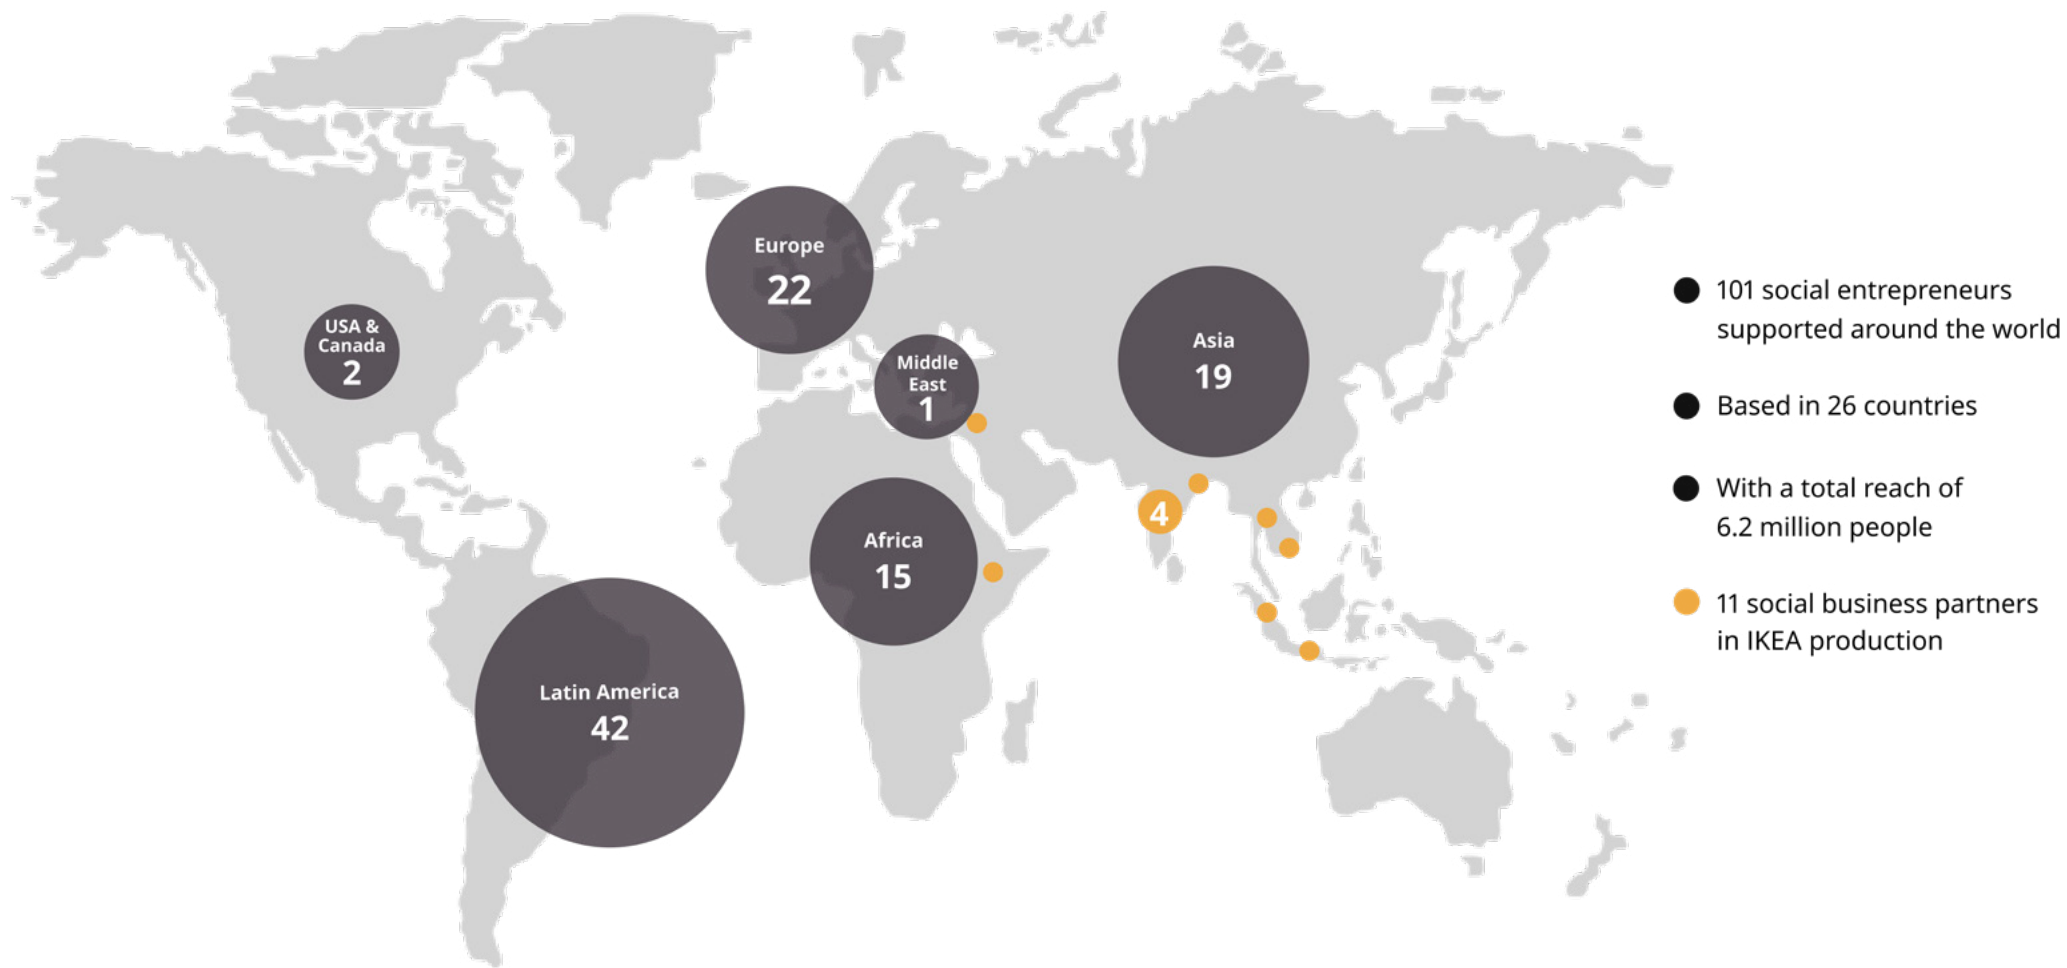 Europe
22
USA &
Canada
2
Middle
East
1
Asia
19
4
Africa
15
Latin America
42
101 social entrepreneurs
supported around the world
Based in 26 countries
With a total reach of
6.2 million people
11 social business partners
in IKEA production